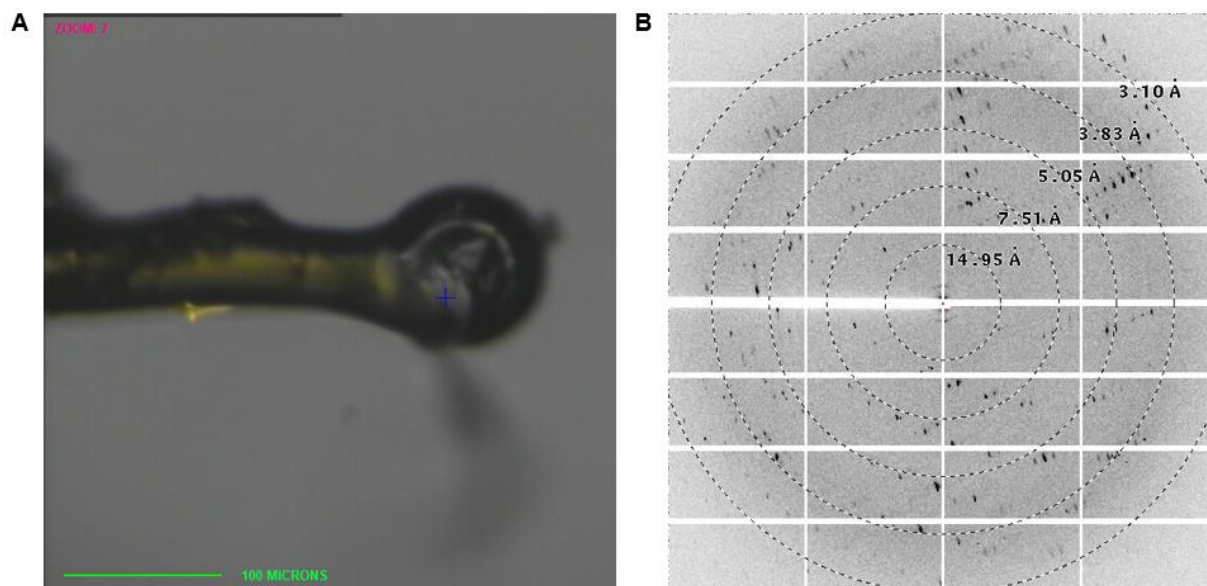 A
ZOOM: 7
100 MICRONS
B
3.10 Å
3.83 Å
5.05 Å
7.51 Å
14.95 Å